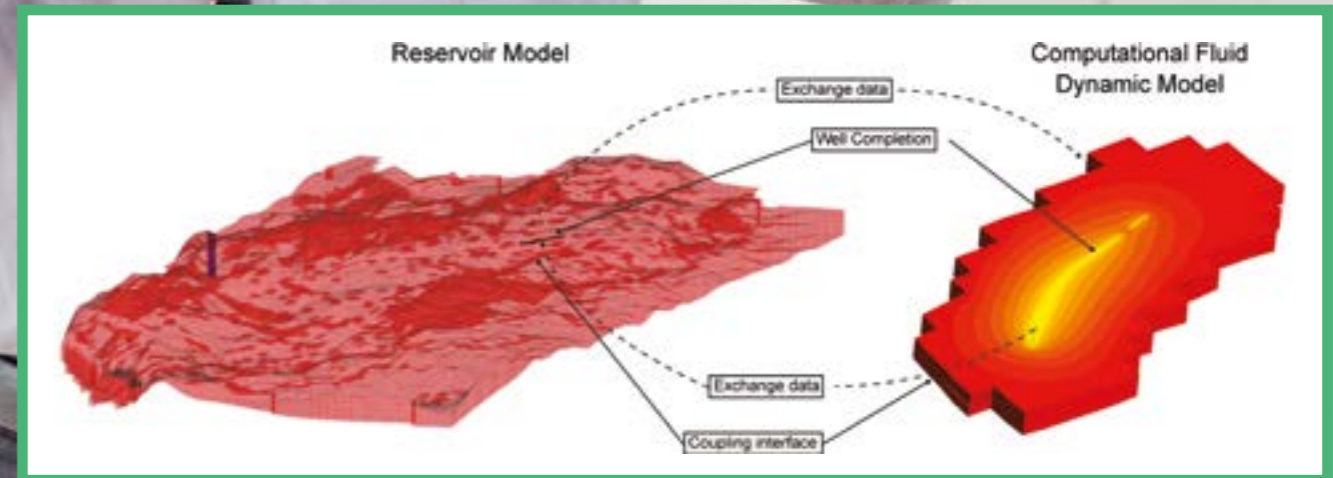 Reservoir Model
Computational Fluid
Dynamic Model
Exchange data
Well Completion
Exchange data
Coupling interface